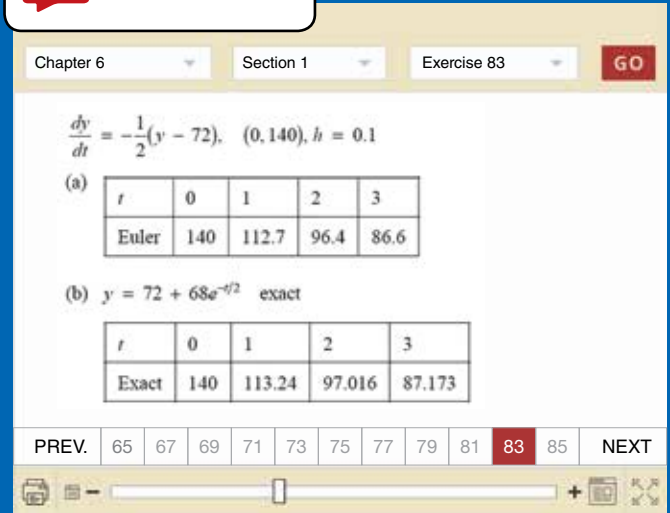 Chapter 6 Section 1 Exercise 83 GO
dy/dt = -1/2(y - 72), (0, 140), h = 0.1
(a)
t 0 1 2 3
Euler 140 112.7 96.4 86.6
(b) y = 72 + 68e^(-t/2) exact
t 0 1 2 3
Exact 140 113.24 97.016 87.173
PREV. 65 67 69 71 73 75 77 79 81 83 85 NEXT